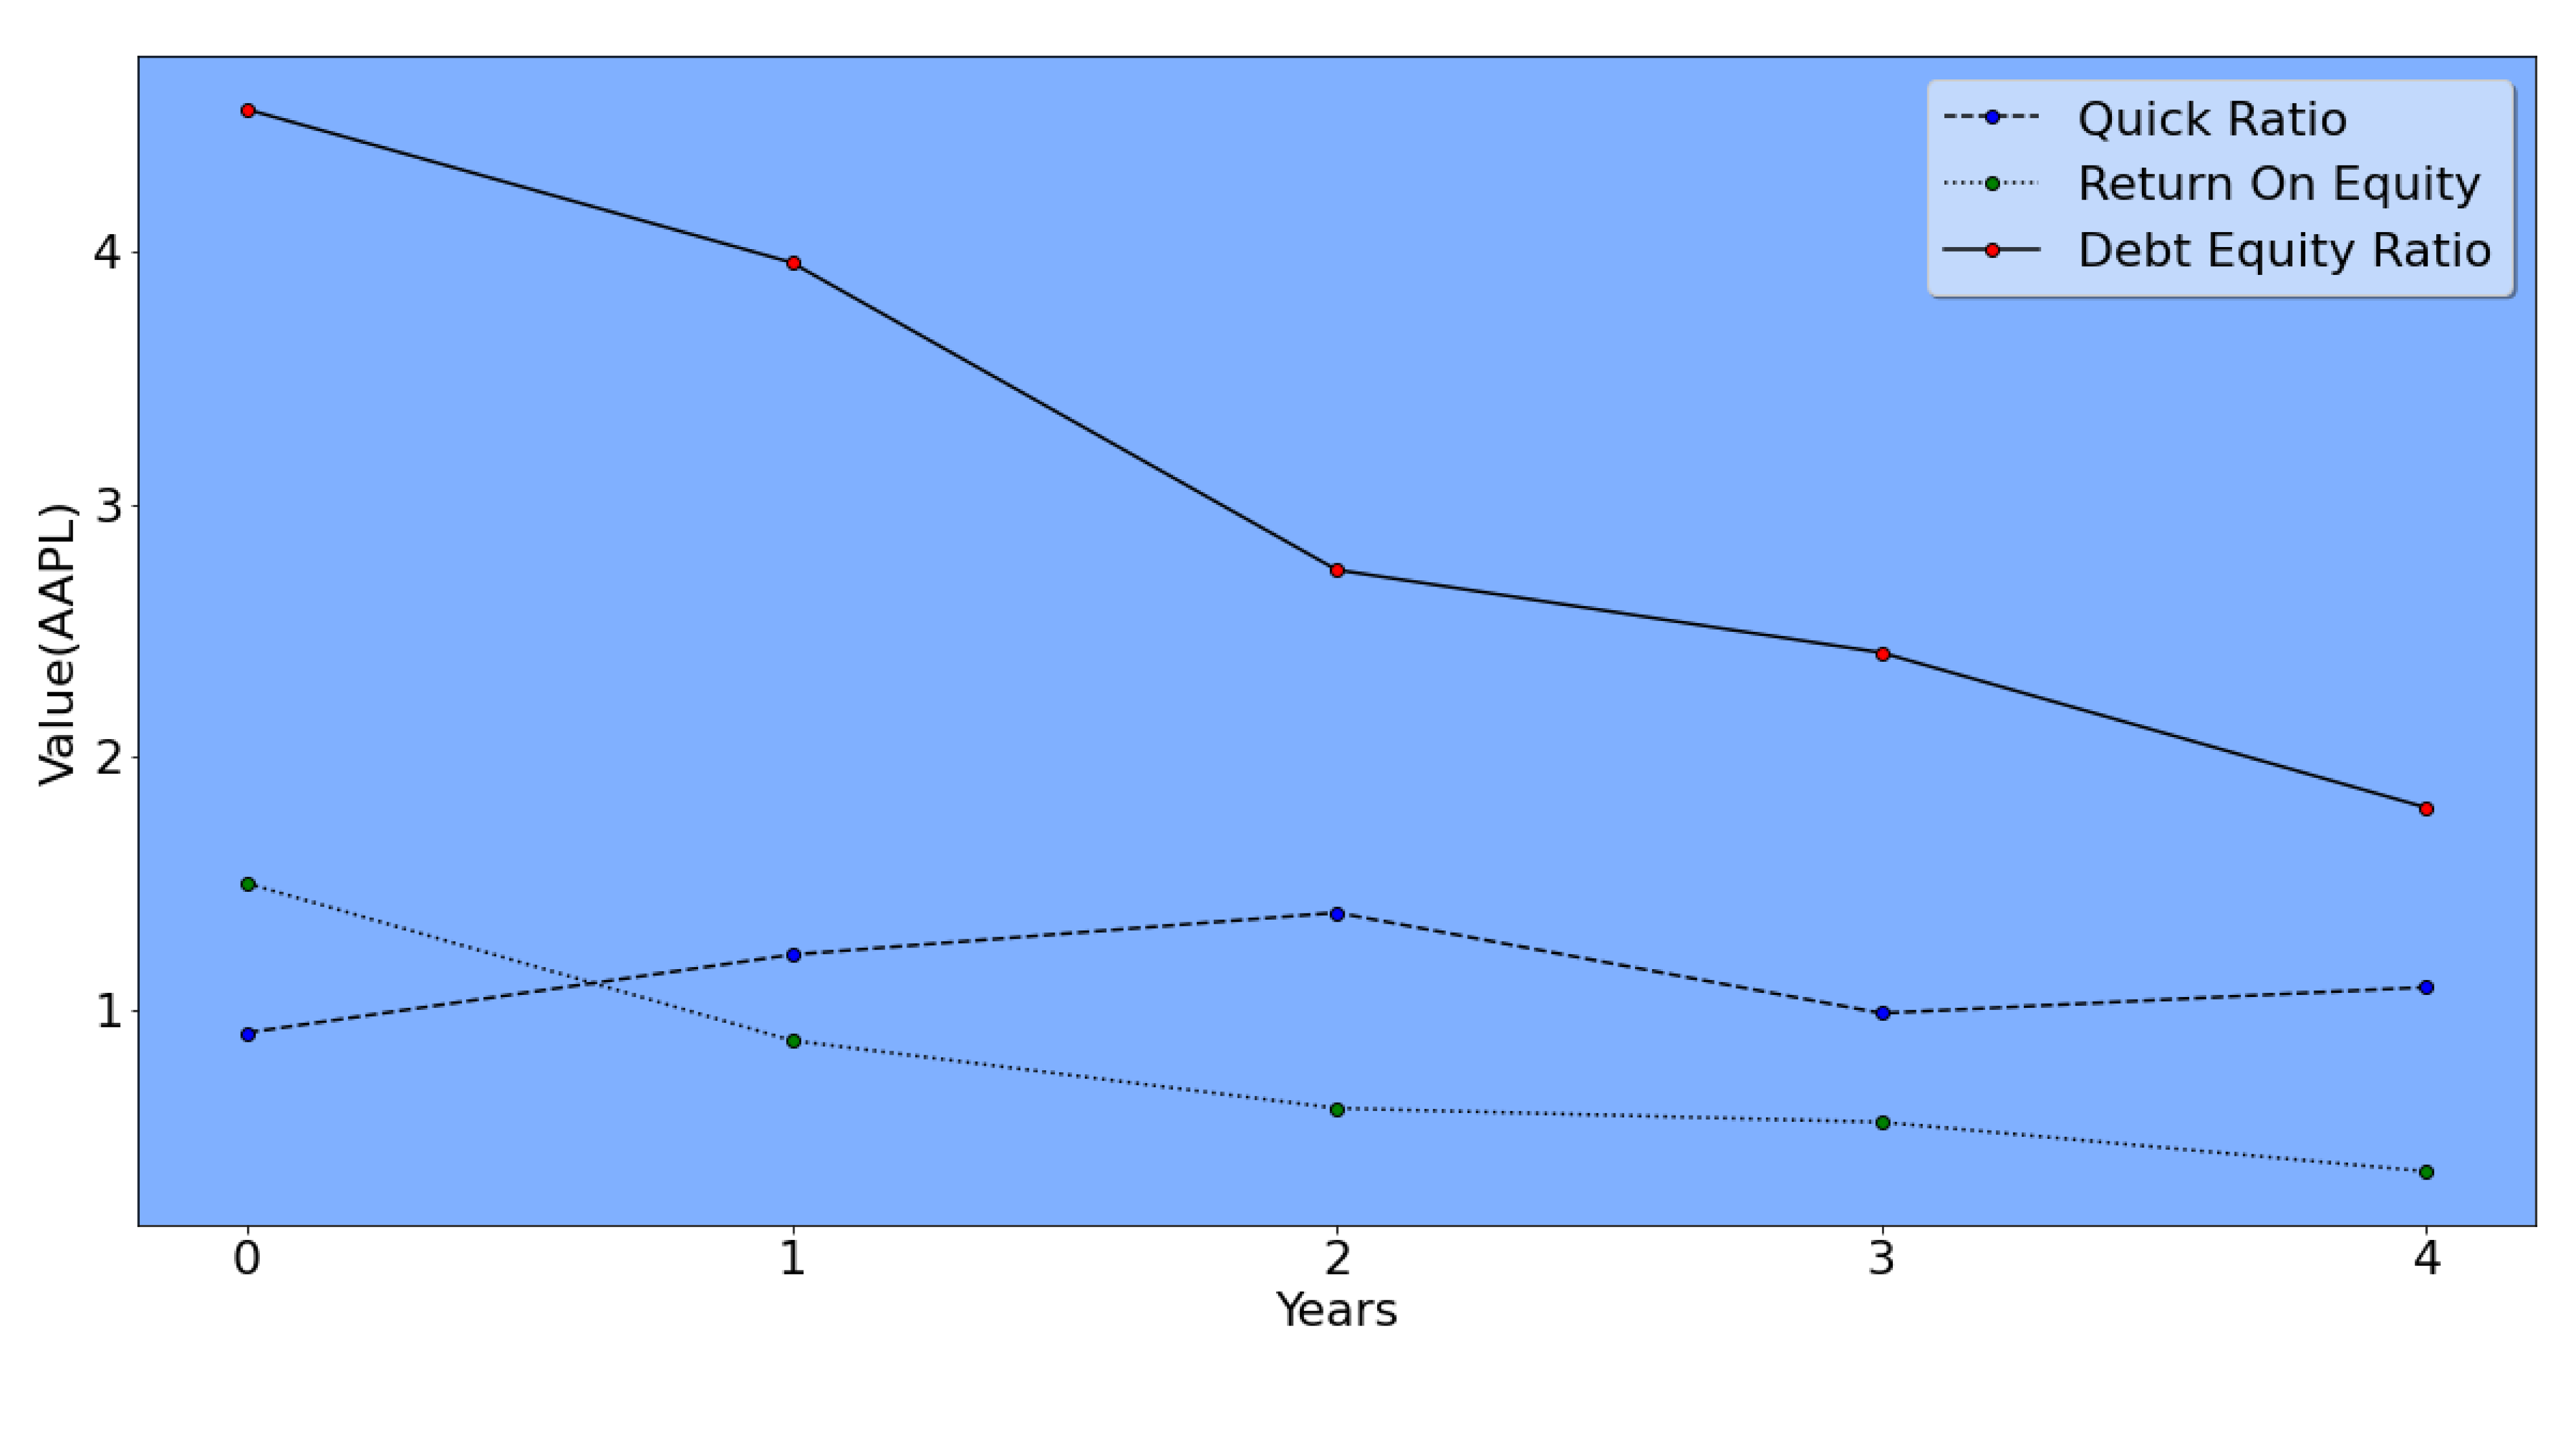 Quick Ratio
Return On Equity
Debt Equity Ratio
Value(AAPL)
4
3
2
1
0 1 2 3 4
Years